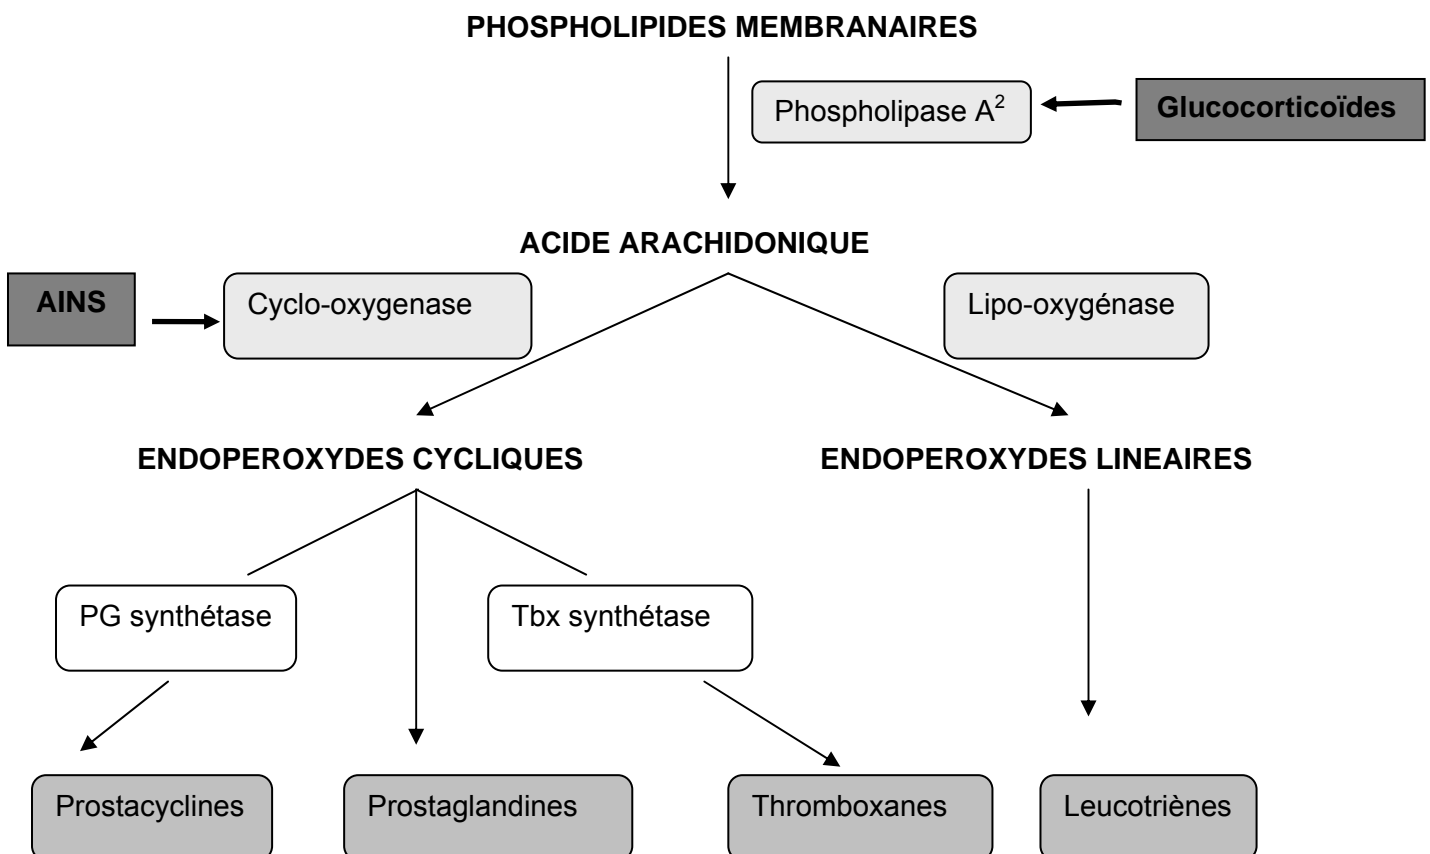 PHOSPHOLIPIDES MEMBRANAIRES
Phospholipase A²
Glucocorticoïdes
ACIDE ARACHIDONIQUE
AINS
Cyclo-oxygenase
Lipo-oxygénase
ENDOPEROXYDES CYCLIQUES
ENDOPEROXYDES LINEAIRES
PG synthétase
Tbx synthétase
Prostacyclines
Prostaglandines
Thromboxanes
Leucotriènes